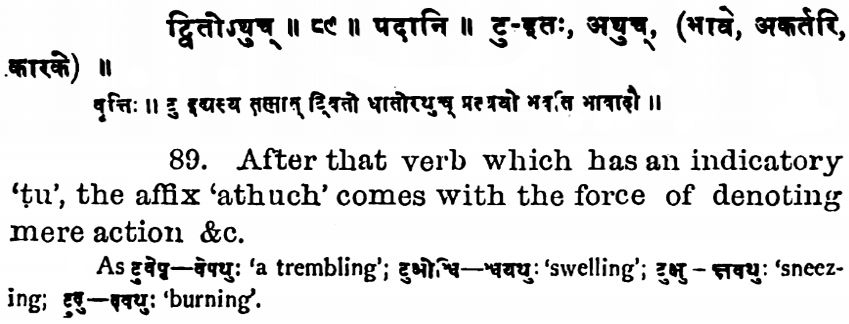 ट्वितोऽथुच् ॥ ८९ ॥ पदानि ॥ टु-इतः, अथुच्, (भावे, अकर्तरि,
कारके) ॥
वृत्तिः ॥ टु इद्यस्य तस्मात् ट्वितो धातोरथुच् प्रत्ययो भवति भावादौ ॥
89. After that verb which has an indicatory
‘ṭu’, the affix ‘athuch’ comes with the force of denoting
mere action &c.
As टुवेपृ—वेपथुः ‘a trembling’; टुओश्वि—श्वयथुः ‘swelling’; टुक्षु – क्षवथुः ‘sneez-
ing; टुदु—दवथुः ‘burning’.